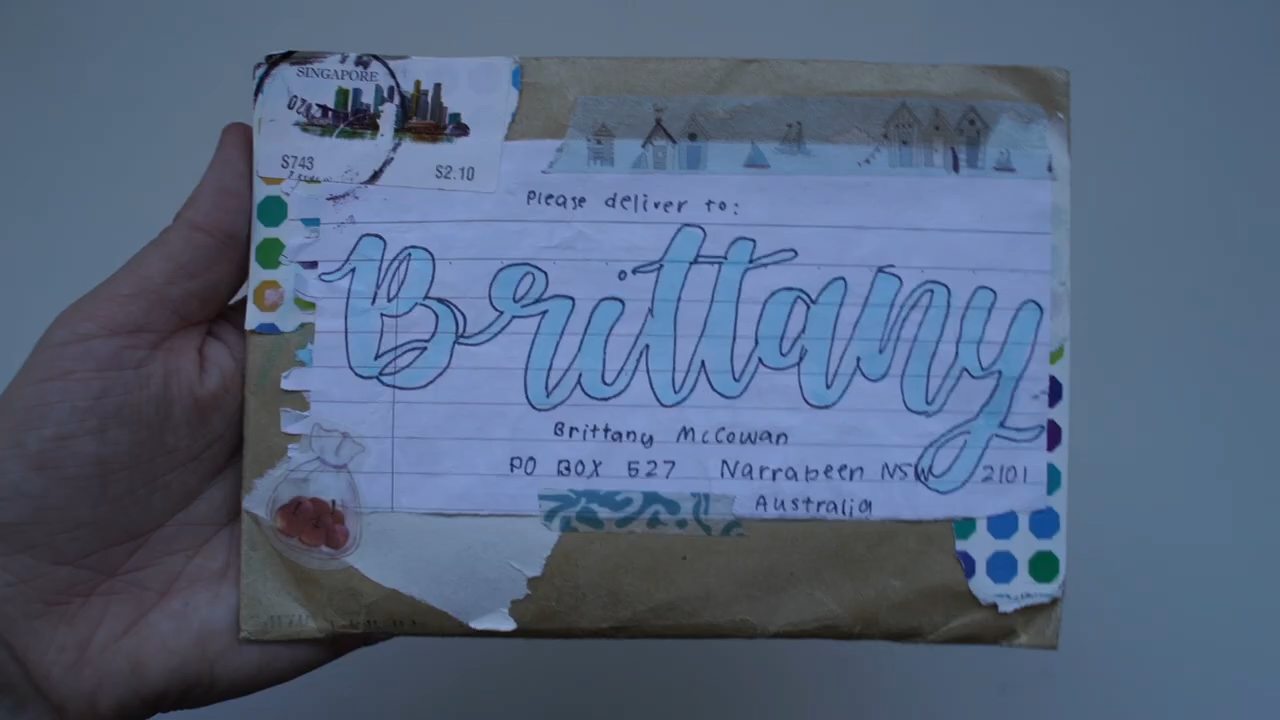 SINGAPORE
S743
$2.10
Please deliver to:
Brittany
Brittany McCowan
PO BOX 527 Narrabeen NSW 2101
Australia